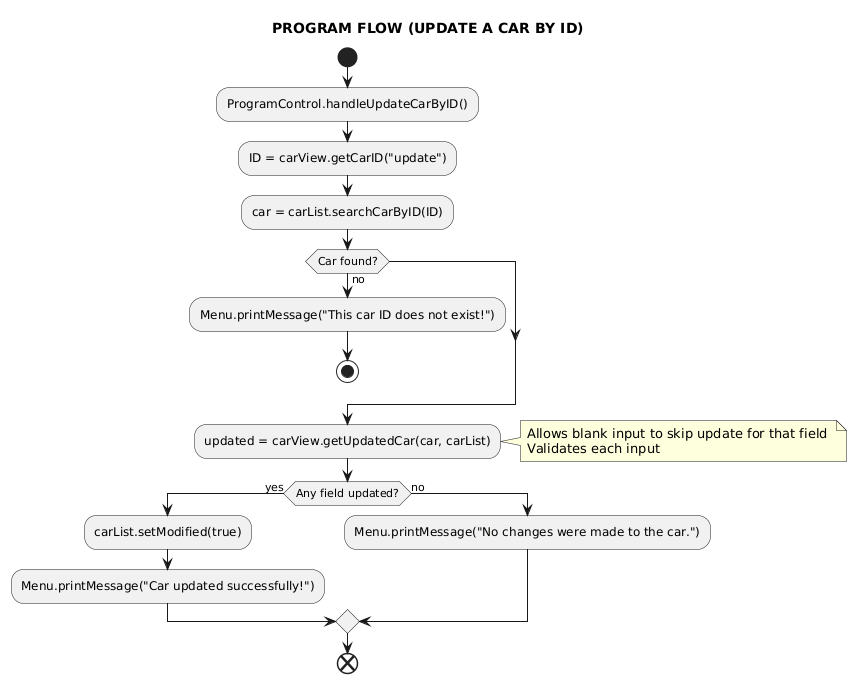 PROGRAM FLOW (UPDATE A CAR BY ID)
ProgramControl.handleUpdateCarByID()
ID = carView.getCarID("update")
car = carList.searchCarByID(ID)
Car found?
no
Menu.printMessage("This car ID does not exist!")
updated = carView.getUpdatedCar(car, carList)
Allows blank input to skip update for that field
Validates each input
yes
Any field updated?
no
carList.setModified(true)
Menu.printMessage("No changes were made to the car.")
Menu.printMessage("Car updated successfully!")